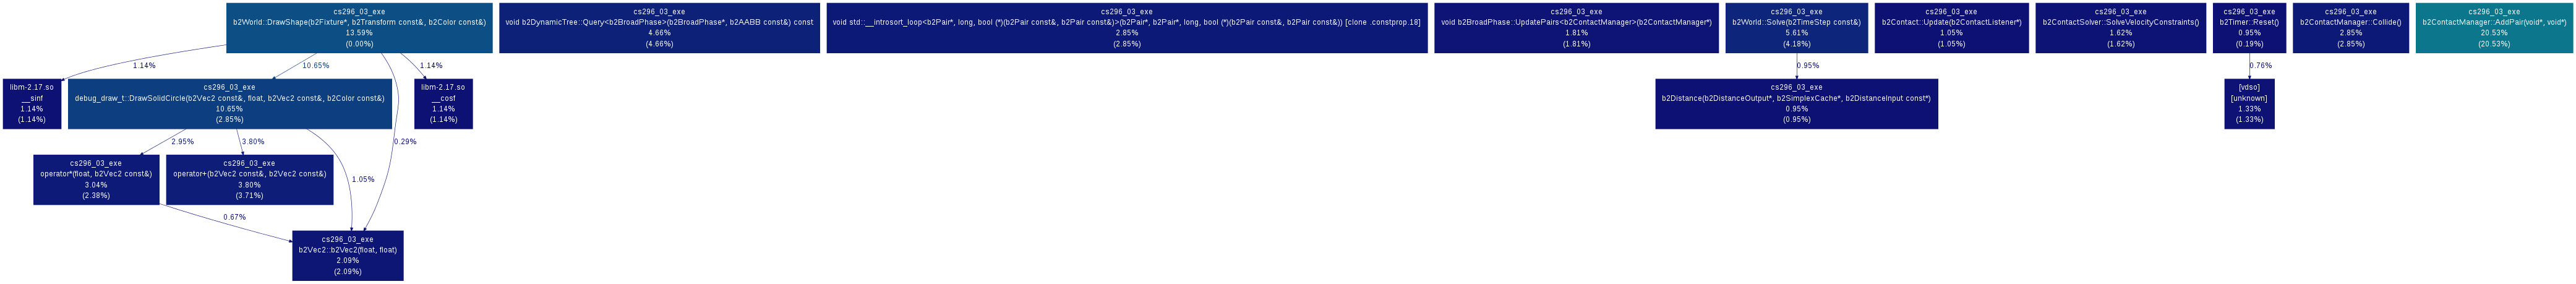 cs296_03_exe
b2World::DrawShape(b2Fixture*, b2Transform const&, b2Color const&)
13.59%
(0.00%)
cs296_03_exe
void b2DynamicTree::Query<b2BroadPhase>(b2BroadPhase*, b2AABB const&) const
4.66%
(4.66%)
cs296_03_exe
void std::__introsort_loop<b2Pair*, long, bool (*)(b2Pair const&, b2Pair const&)>(b2Pair*, b2Pair*, long, bool (*)(b2Pair const&, b2Pair const&)) [clone .constprop.18]
2.85%
(2.85%)
cs296_03_exe
void b2BroadPhase::UpdatePairs<b2ContactManager>(b2ContactManager*)
1.81%
(1.81%)
cs296_03_exe
b2World::Solve(b2TimeStep const&)
5.61%
(4.18%)
cs296_03_exe
b2Contact::Update(b2ContactListener*)
1.05%
(1.05%)
cs296_03_exe
b2ContactSolver::SolveVelocityConstraints()
1.62%
(1.62%)
cs296_03_exe
b2Timer::Reset()
0.95%
(0.19%)
cs296_03_exe
b2ContactManager::Collide()
2.85%
(2.85%)
cs296_03_exe
b2ContactManager::AddPair(void*, void*)
20.53%
(20.53%)
1.14%
10.65%
1.14%
0.95%
0.76%
libm-2.17.so
__sinf
1.14%
(1.14%)
cs296_03_exe
debug_draw_t::DrawSolidCircle(b2Vec2 const&, float, b2Vec2 const&, b2Color const&)
10.65%
(2.85%)
libm-2.17.so
__cosf
1.14%
(1.14%)
cs296_03_exe
b2Distance(b2DistanceOutput*, b2SimplexCache*, b2DistanceInput const*)
0.95%
(0.95%)
[vdso]
[unknown]
1.33%
(1.33%)
2.95%
3.80%
0.29%
cs296_03_exe
operator*(float, b2Vec2 const&)
3.04%
(2.38%)
cs296_03_exe
operator+(b2Vec2 const&, b2Vec2 const&)
3.80%
(3.71%)
1.05%
0.67%
cs296_03_exe
b2Vec2::b2Vec2(float, float)
2.09%
(2.09%)